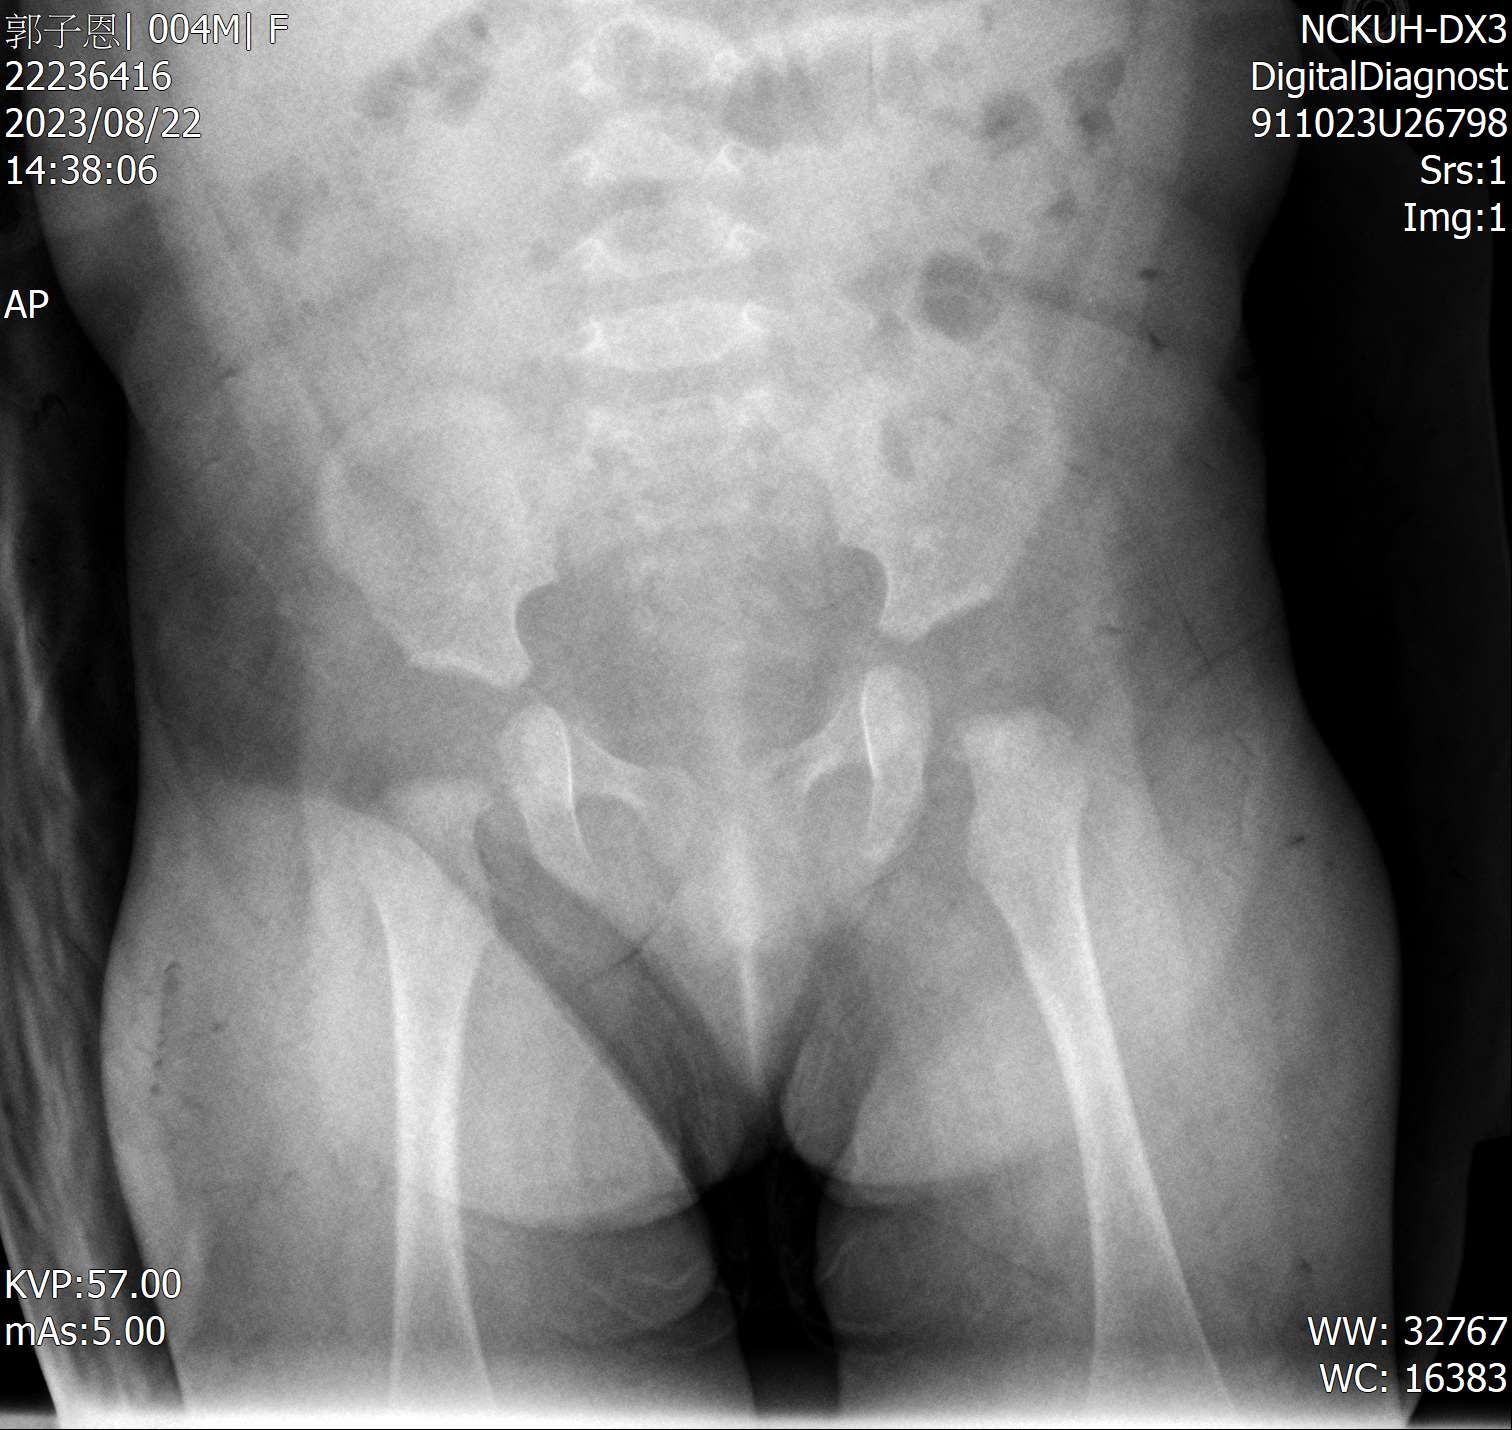 郭子恩| 004M| F
22236416
2023/08/22
14:38:06
AP
NCKUH-DX3
DigitalDiagnost
911023U26798
Srs:1
Img:1
KVP:57.00
mAs:5.00
WW: 32767
WC: 16383